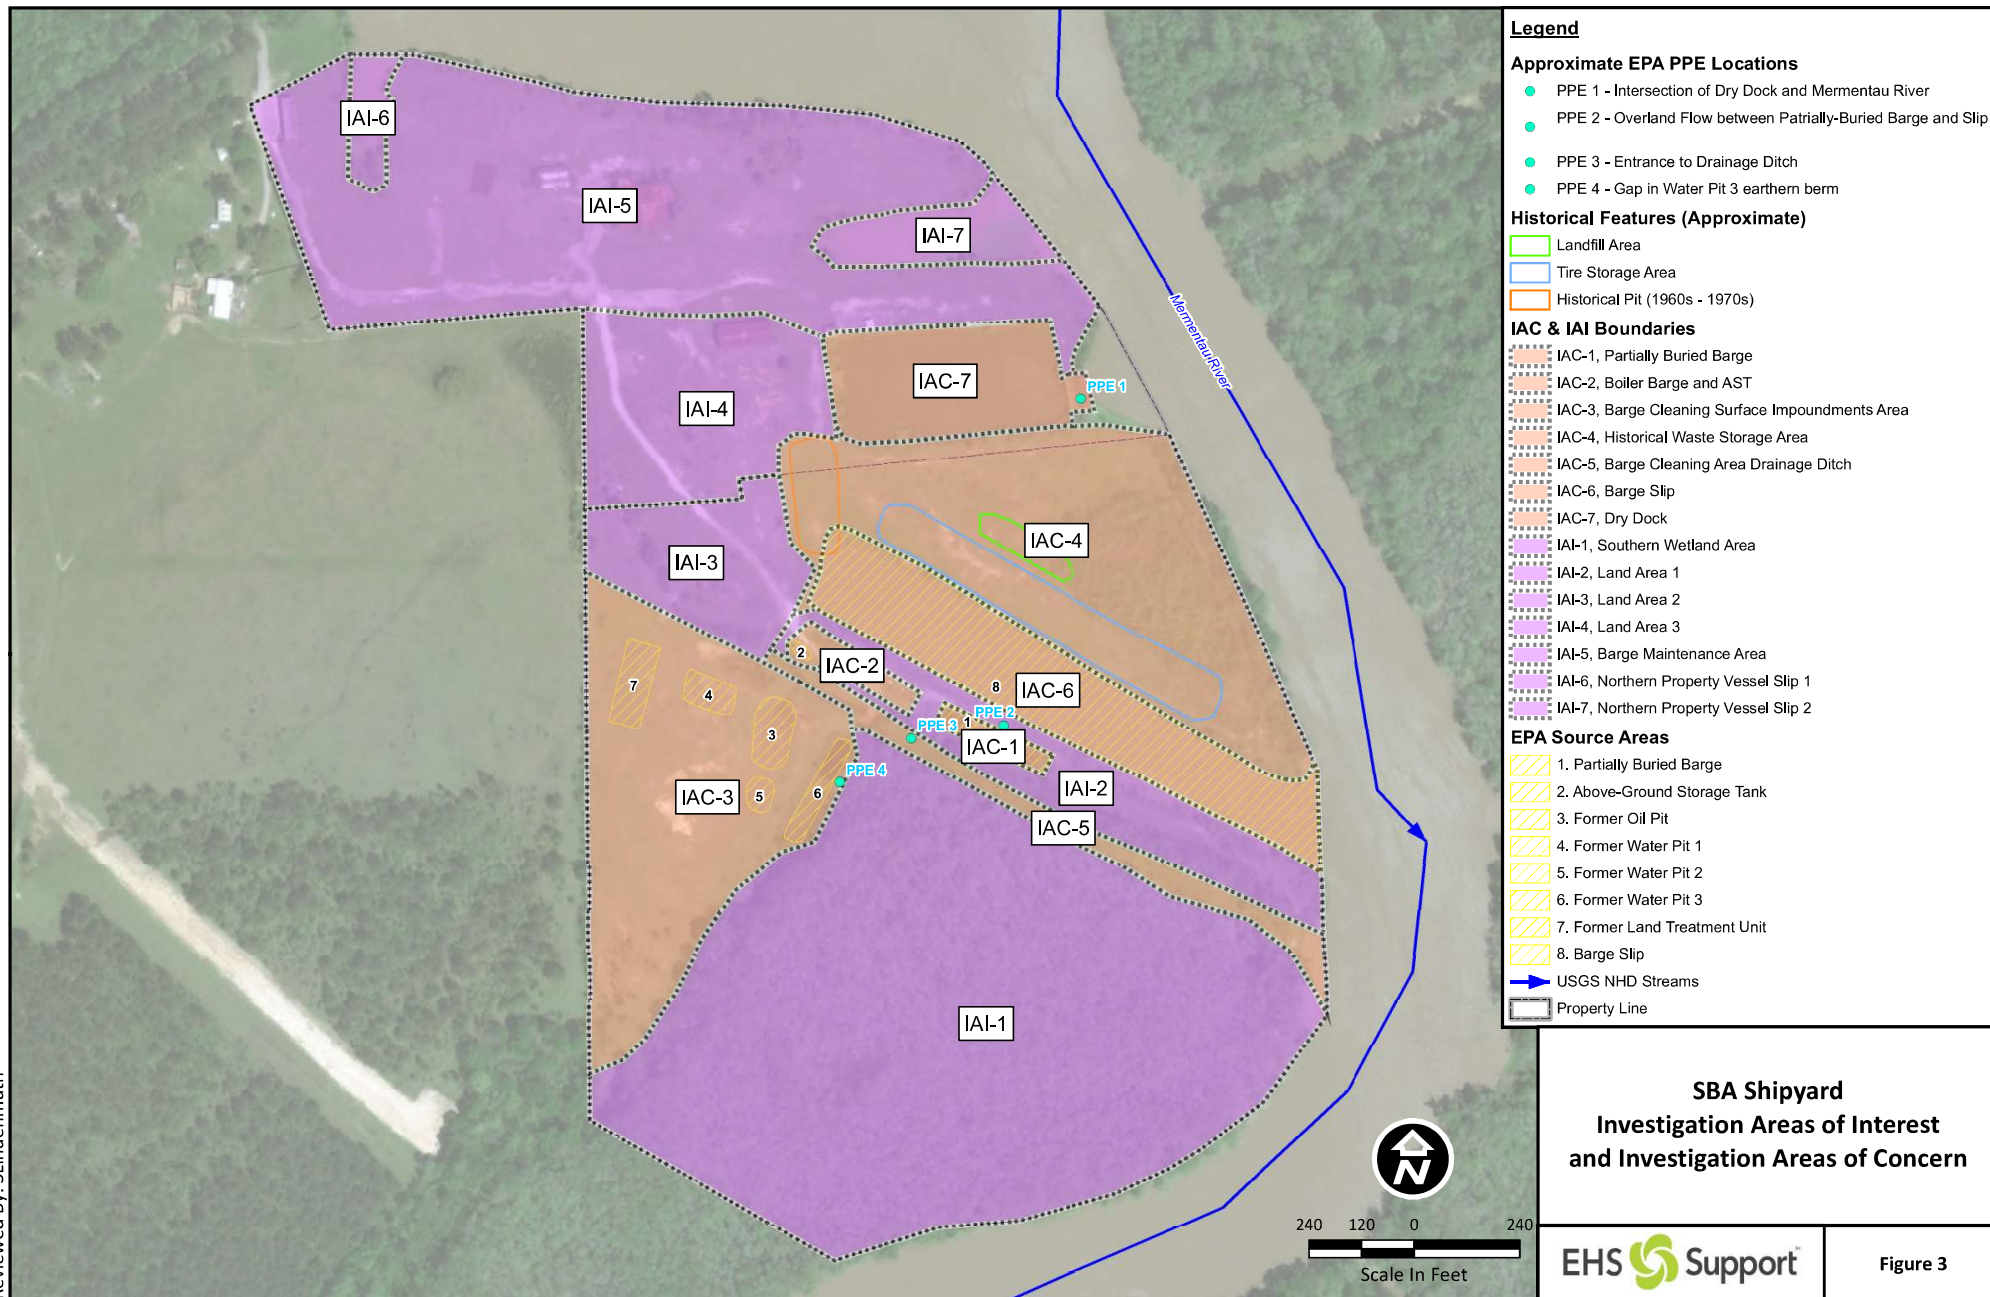 Legend
Approximate EPA PPE Locations
PPE 1 - Intersection of Dry Dock and Mermentau River
PPE 2 - Overland Flow between Patrially-Buried Barge and Slip
PPE 3 - Entrance to Drainage Ditch
PPE 4 - Gap in Water Pit 3 earthern berm
Historical Features (Approximate)
Landfill Area
Tire Storage Area
Historical Pit (1960s - 1970s)
IAC & IAI Boundaries
IAC-1, Partially Buried Barge
IAC-2, Boiler Barge and AST
IAC-3, Barge Cleaning Surface Impoundments Area
IAC-4, Historical Waste Storage Area
IAC-5, Barge Cleaning Area Drainage Ditch
IAC-6, Barge Slip
IAC-7, Dry Dock
IAI-1, Southern Wetland Area
IAI-2, Land Area 1
IAI-3, Land Area 2
IAI-4, Land Area 3
IAI-5, Barge Maintenance Area
IAI-6, Northern Property Vessel Slip 1
IAI-7, Northern Property Vessel Slip 2
EPA Source Areas
1. Partially Buried Barge
2. Above-Ground Storage Tank
3. Former Oil Pit
4. Former Water Pit 1
5. Former Water Pit 2
6. Former Water Pit 3
7. Former Land Treatment Unit
8. Barge Slip
USGS NHD Streams
Property Line
IAI-6
IAI-5
IAI-7
Mermentau River
IAC-7
PPE 1
IAI-4
IAC-4
IAI-3
2
IAC-2
7
4
8
IAC-6
3
PPE 3
1
PPE 2
IAC-1
PPE 4
IAC-3
5
6
IAI-2
IAC-5
IAI-1
N
240 120 0 240
Scale In Feet
SBA Shipyard
Investigation Areas of Interest
and Investigation Areas of Concern
EHS Support
Figure 3